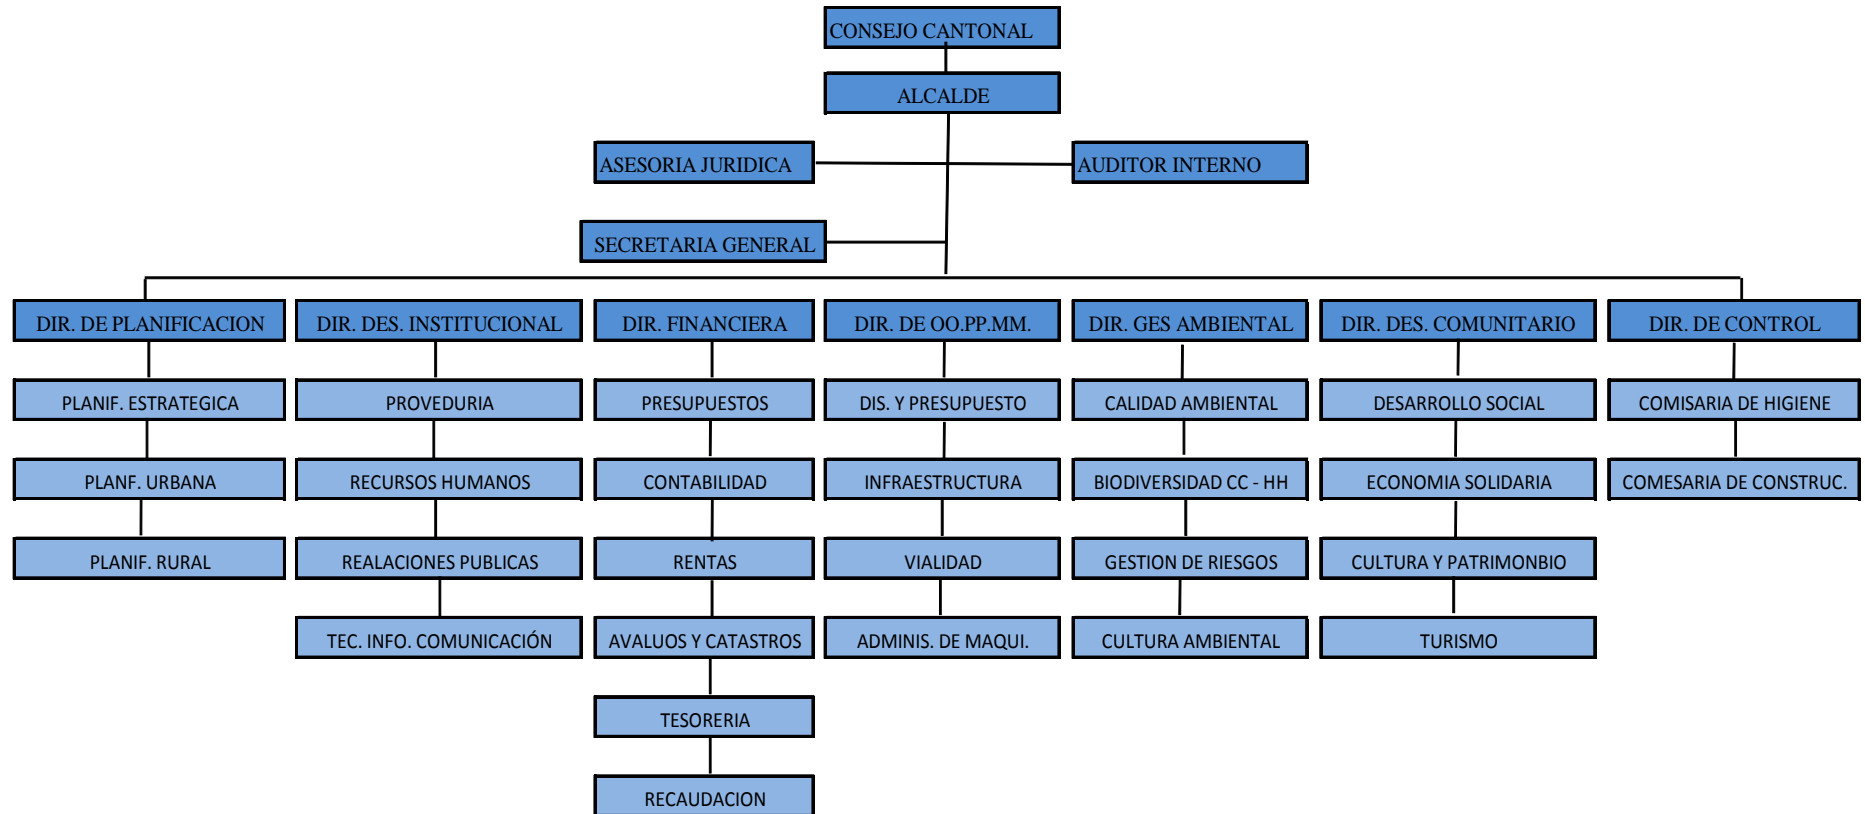 CONSEJO CANTONAL
ALCALDE
ASESORIA JURIDICA
AUDITOR INTERNO
SECRETARIA GENERAL
DIR. DE PLANIFICACION
DIR. DES. INSTITUCIONAL
DIR. FINANCIERA
DIR. DE OO.PP.MM.
DIR. GES AMBIENTAL
DIR. DES. COMUNITARIO
DIR. DE CONTROL
PLANIF. ESTRATEGICA
PROVEDURIA
PRESUPUESTOS
DIS. Y PRESUPUESTO
CALIDAD AMBIENTAL
DESARROLLO SOCIAL
COMISARIA DE HIGIENE
PLANF. URBANA
RECURSOS HUMANOS
CONTABILIDAD
INFRAESTRUCTURA
BIODIVERSIDAD CC - HH
ECONOMIA SOLIDARIA
COMESARIA DE CONSTRUC.
PLANIF. RURAL
REALACIONES PUBLICAS
RENTAS
VIALIDAD
GESTION DE RIESGOS
CULTURA Y PATRIMONBIO
TEC. INFO. COMUNICACIÓN
AVALUOS Y CATASTROS
ADMINIS. DE MAQUI.
CULTURA AMBIENTAL
TURISMO
TESORERIA
RECAUDACION